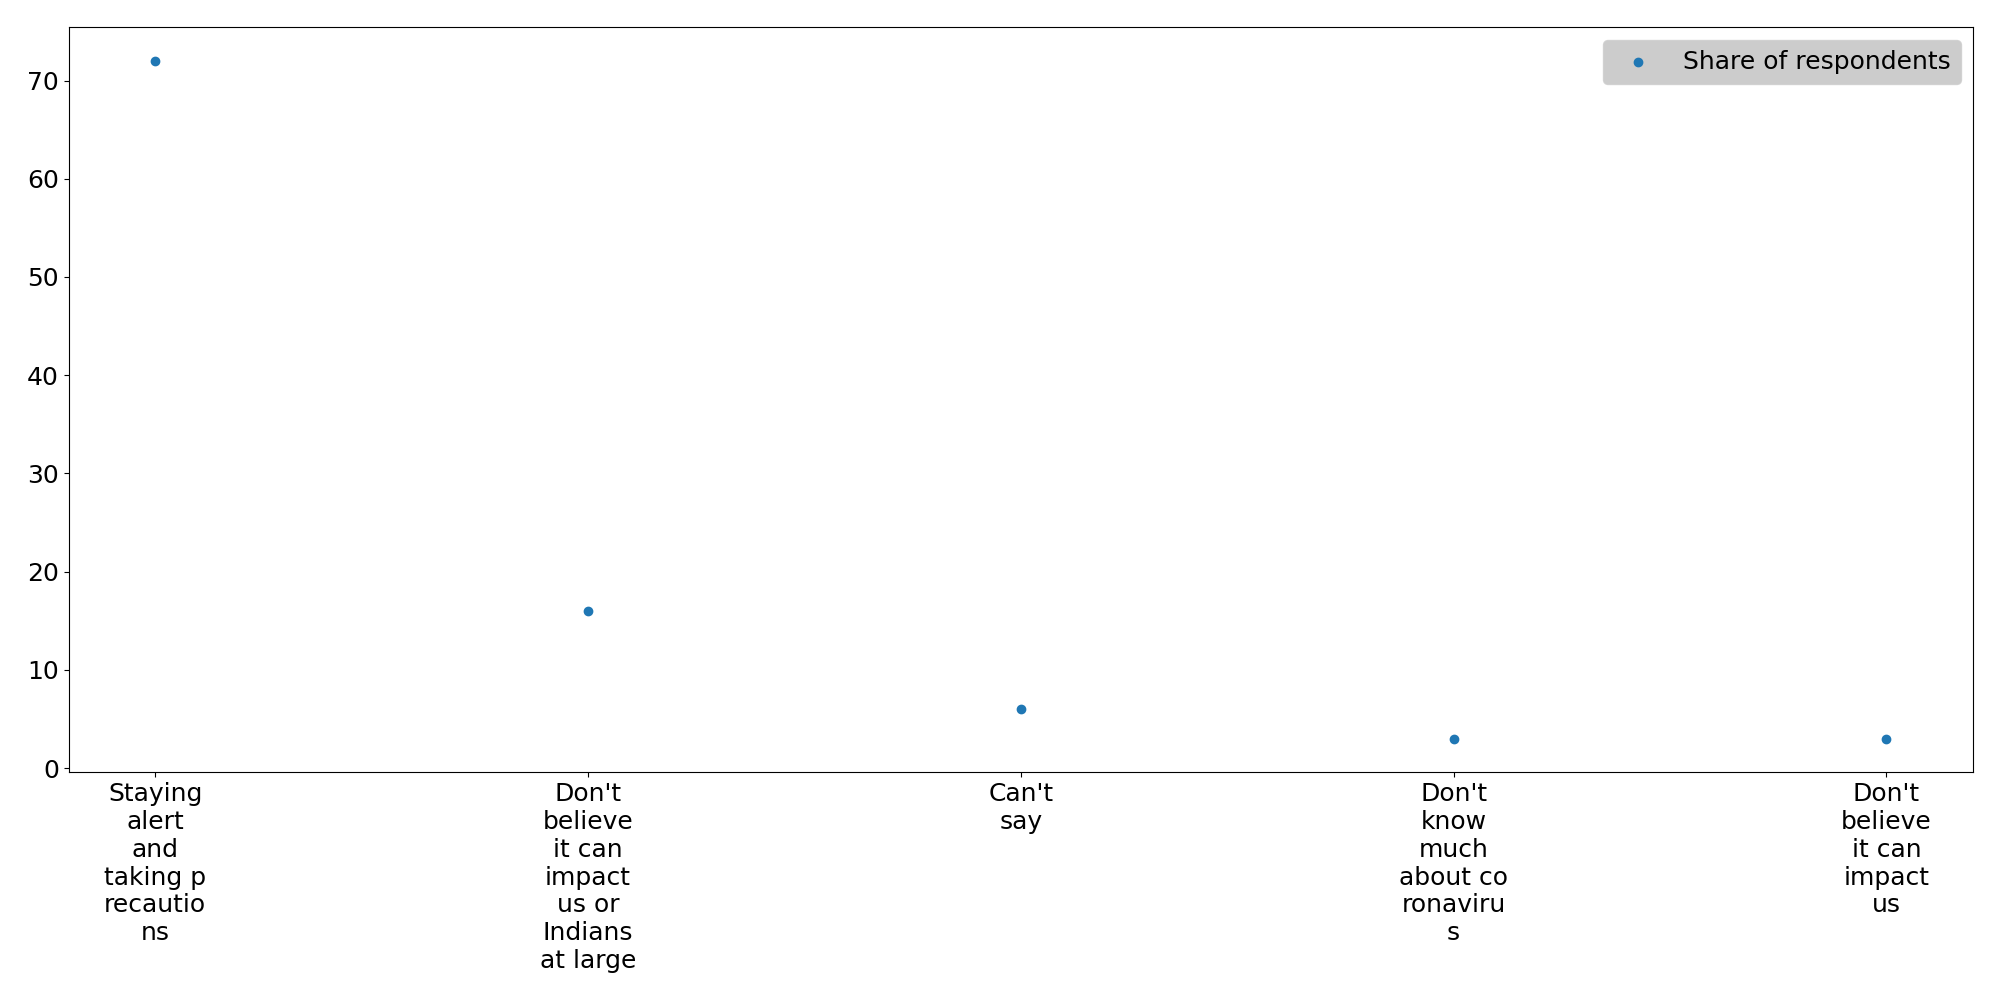 Share of respondents
70
60
50
40
30
20
10
0
Staying
alert
and
taking p
recautio
ns
Don't
believe
it can
impact
us or
Indians
at large
Can't
say
Don't
know
much
about co
ronaviru
s
Don't
believe
it can
impact
us